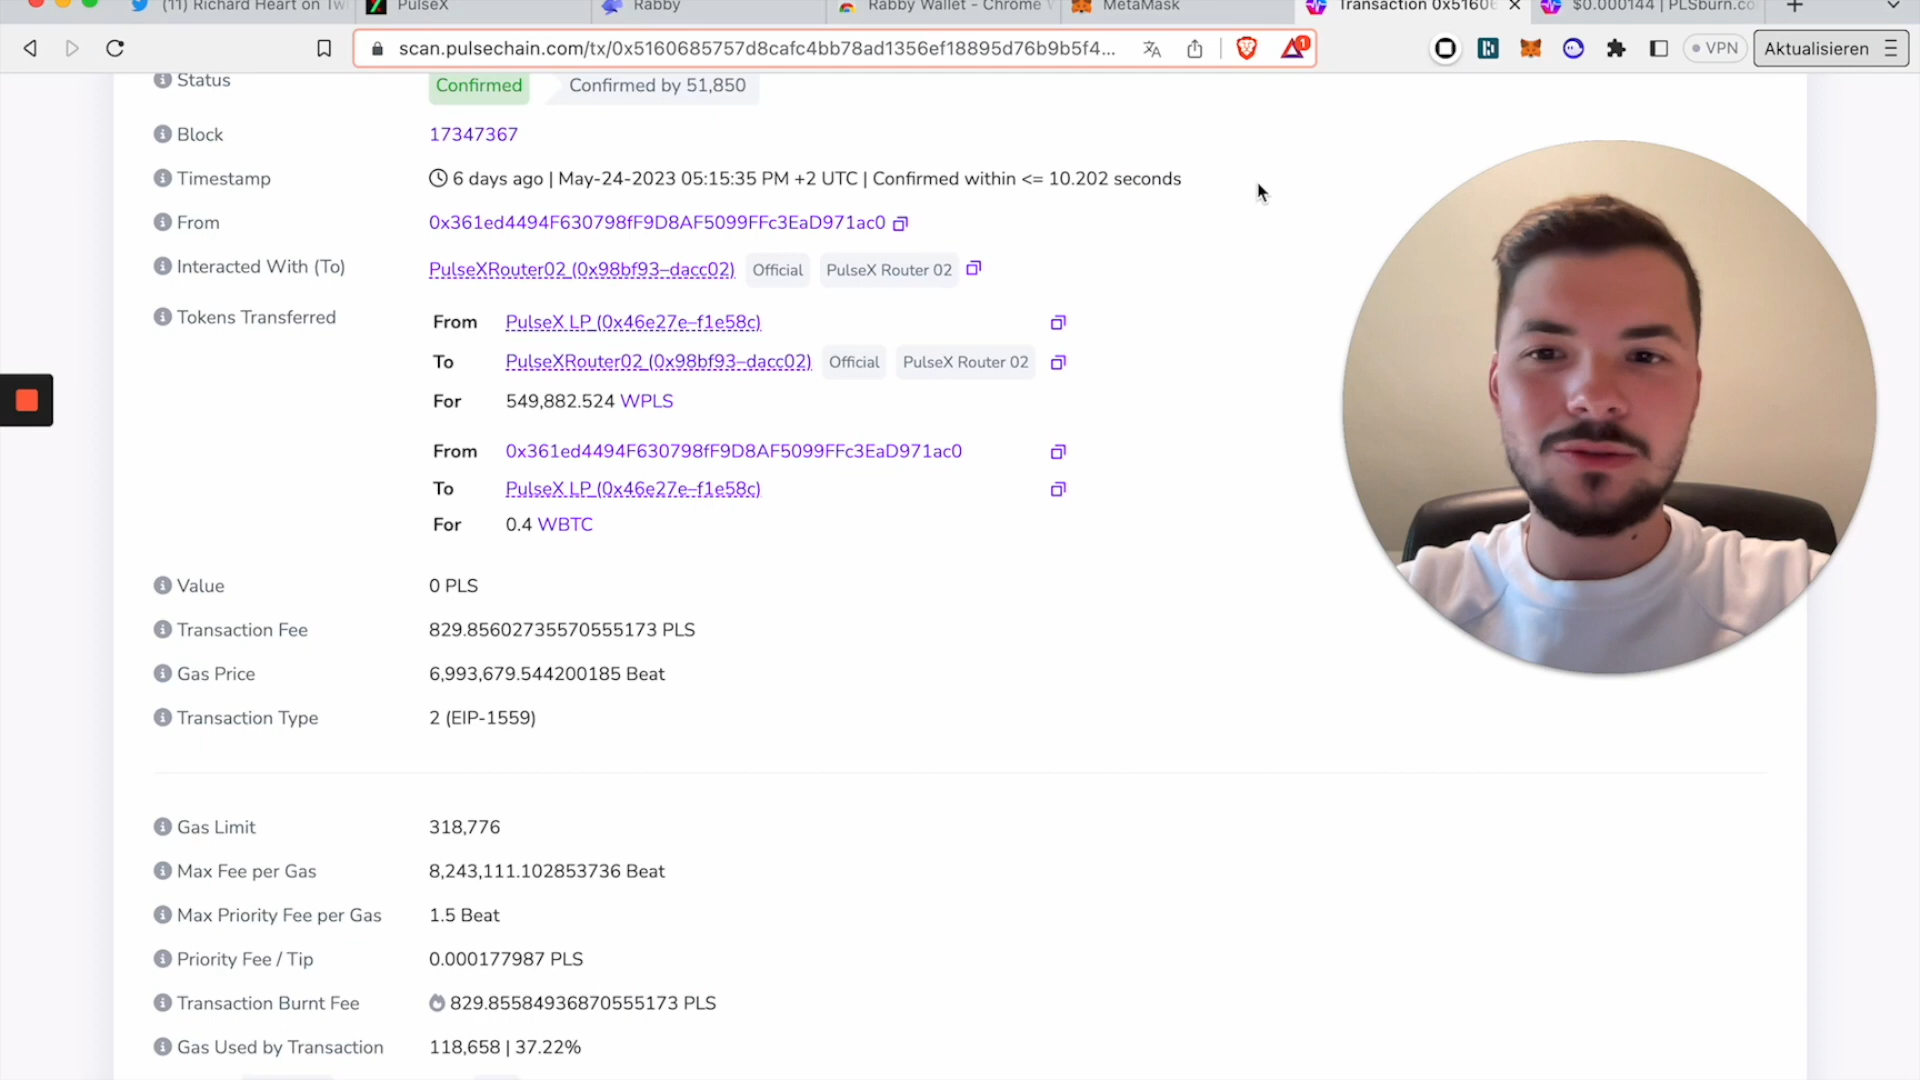 (11) Richard Heart on Twi
PulseX
Rabby
Rabby Wallet - Chrome W
MetaMask
Transaction 0x51606
$0.000144 | PLSburn.co
scan.pulsechain.com/tx/0x5160685757d8cafc4bb78ad1356ef18895d76b9b5f4...
1
VPN
Aktualisieren
Status
Confirmed
Confirmed by 51,850
Block
17347367
Timestamp
6 days ago | May-24-2023 05:15:35 PM +2 UTC | Confirmed within <= 10.202 seconds
From
0x361ed4494F630798fF9D8AF5099FFc3EaD971ac0
Interacted With (To)
PulseXRouter02 (0x98bf93–dacc02)
Official
PulseX Router 02
Tokens Transferred
From
PulseX LP (0x46e27e–f1e58c)
To
PulseXRouter02 (0x98bf93–dacc02)
Official
PulseX Router 02
For
549,882.524 WPLS
From
0x361ed4494F630798fF9D8AF5099FFc3EaD971ac0
To
PulseX LP (0x46e27e–f1e58c)
For
0.4 WBTC
Value
0 PLS
Transaction Fee
829.85602735570555173 PLS
Gas Price
6,993,679.544200185 Beat
Transaction Type
2 (EIP-1559)
Gas Limit
318,776
Max Fee per Gas
8,243,111.102853736 Beat
Max Priority Fee per Gas
1.5 Beat
Priority Fee / Tip
0.000177987 PLS
Transaction Burnt Fee
829.85584936870555173 PLS
Gas Used by Transaction
118,658 | 37.22%